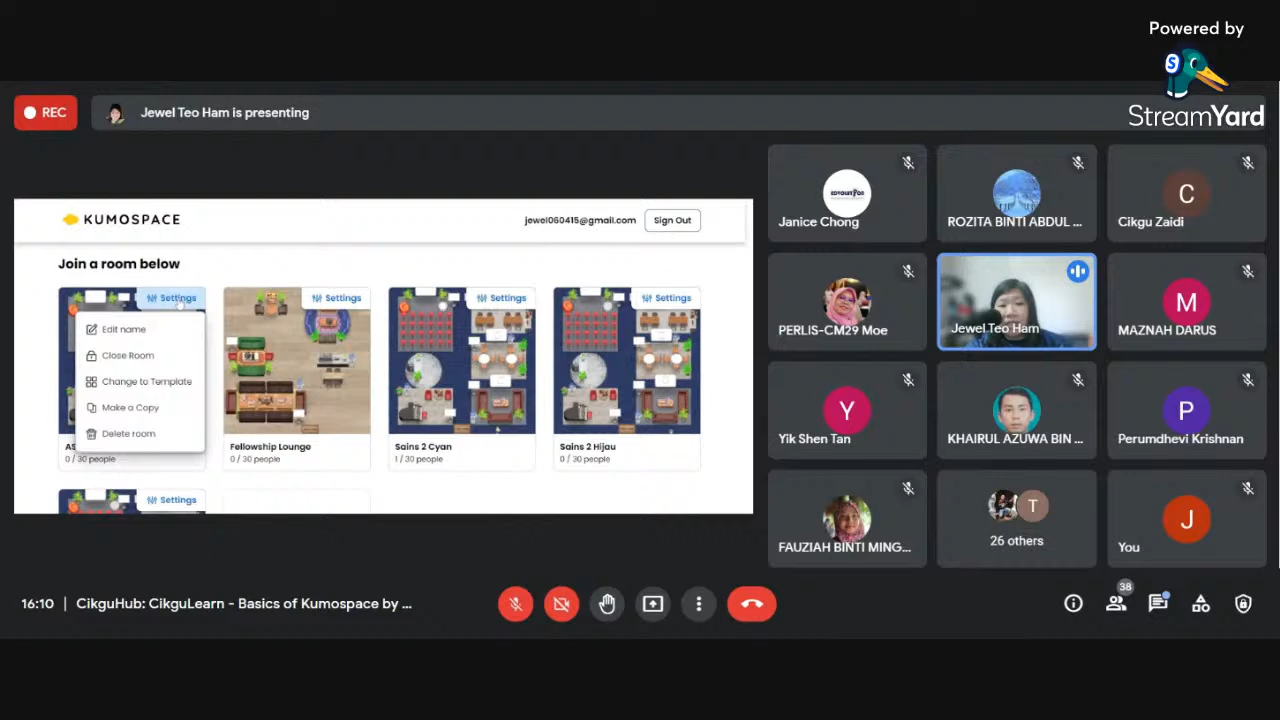 Powered by
StreamYard
REC
Jewel Teo Ham is presenting
KUMOSPACE
jewel060415@gmail.com
Sign Out
Join a room below
Settings
Settings
Settings
Settings
Edit name
Close Room
Change to Template
Make a Copy
Delete room
Fellowship Lounge
Sains 2 Cyan
Sains 2 Hijau
0 / 30 people
0 / 30 people
1 / 30 people
0 / 30 people
Settings
Janice Chong
ROZITA BINTI ABDUL ...
C
Cikgu Zaidi
PERLIS-CM29 Moe
Jewel Teo Ham
M
MAZNAH DARUS
Y
Yik Shen Tan
KHAIRUL AZUWA BIN ...
P
Perumdhevi Krishnan
FAUZIAH BINTI MING...
T
26 others
J
You
16:10 | CikguHub: CikguLearn - Basics of Kumospace by ...
38